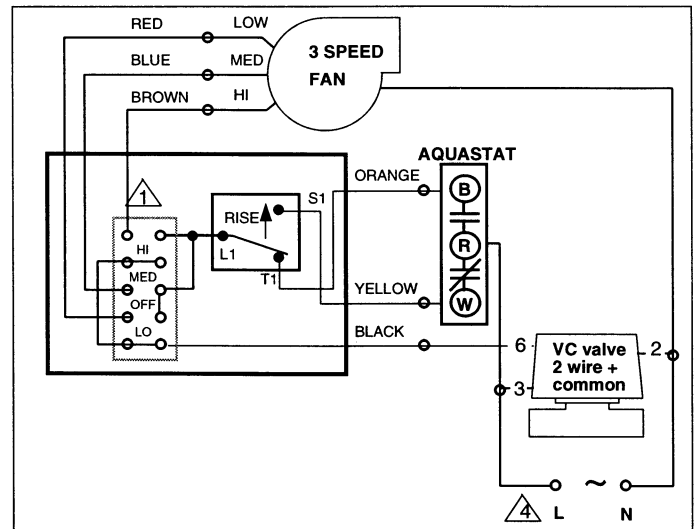 RED
LOW
BLUE
MED
BROWN
HI
3 SPEED
FAN
AQUASTAT
ORANGE
B
1
S1
RISE
HI
L1
R
MED
T1
OFF
YELLOW
W
LO
BLACK
6
VC valve
2 wire +
common
2
3
4
L
~
N